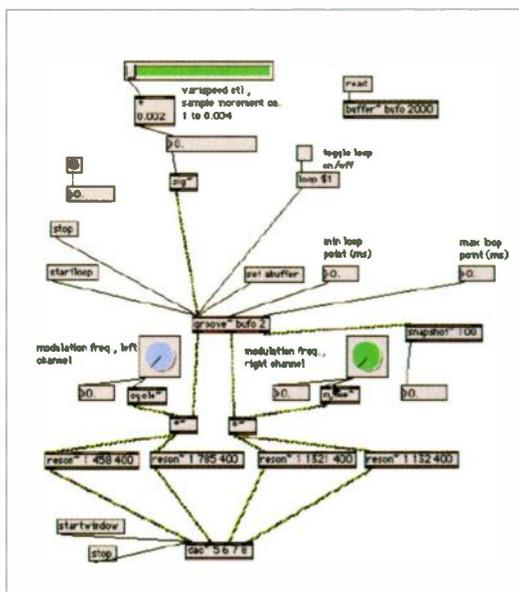 varispeed ctl,
sample increment ca.
1 to 0.004
*
0.002
0.
sig~
read
buffer~ bufo 2000
toggle loop
on/off
loop $1
0.
stop
startloop
set abuffer
min loop
point (ms)
0.
max loop
point (ms)
0.
groove~ bufo 2
snapshot~ 100
modulation freq., left
channel
modulation freq.,
right channel
0.
cycle~
0.
0.
*~
*~
reson~ 1 458 400
reson~ 1 785 400
reson~ 1 1321 400
reson~ 1 132 400
startwindow
stop
dac~ 5 6 7 8